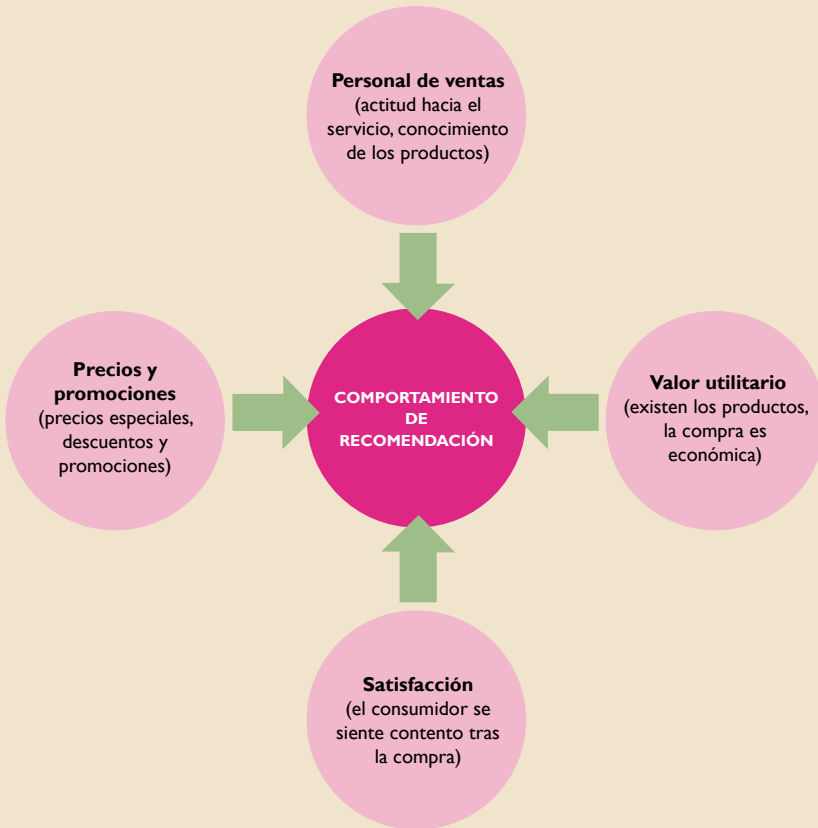 Personal de ventas
(actitud hacia el
servicio, conocimiento
de los productos)
Precios y
promociones
(precios especiales,
descuentos y
promociones)
COMPORTAMIENTO
DE
RECOMENDACIÓN
Valor utilitario
(existen los productos,
la compra es
económica)
Satisfacción
(el consumidor se
siente contento tras
la compra)